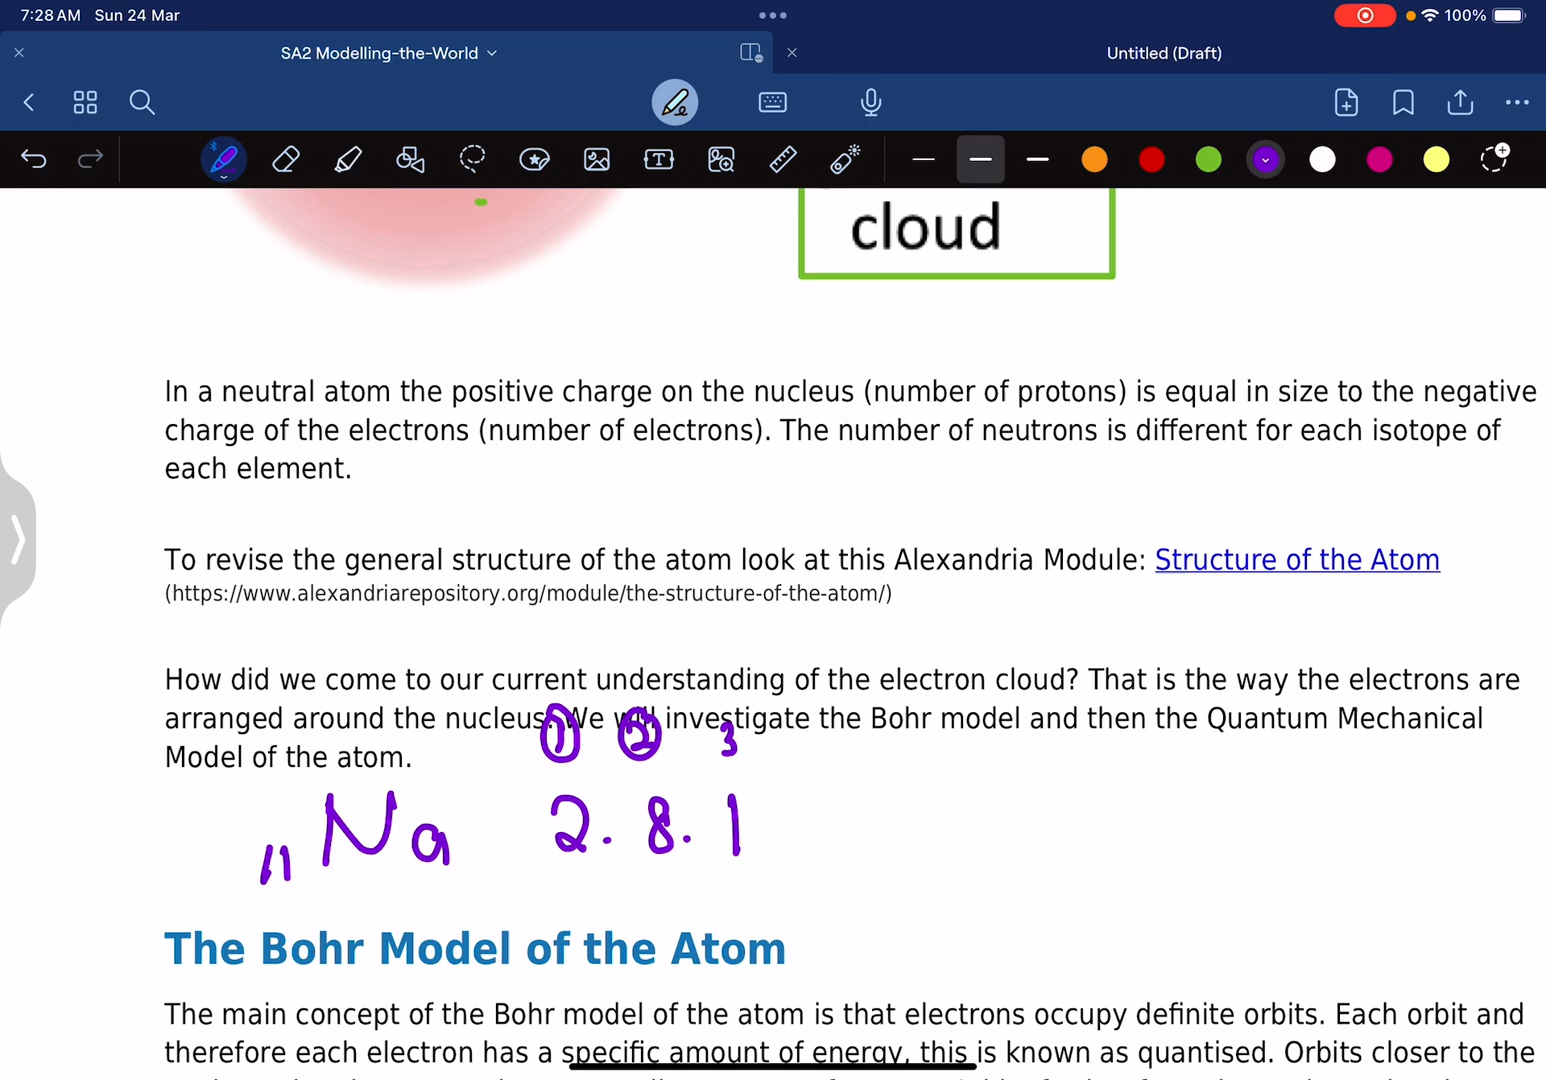 7:28 AM Sun 24 Mar
100%
SA2 Modelling-the-World
Untitled (Draft)
cloud
In a neutral atom the positive charge on the nucleus (number of protons) is equal in size to the negative
charge of the electrons (number of electrons). The number of neutrons is different for each isotope of
each element.
To revise the general structure of the atom look at this Alexandria Module: Structure of the Atom
(https://www.alexandriarepository.org/module/the-structure-of-the-atom/)
How did we come to our current understanding of the electron cloud? That is the way the electrons are
arranged around the nucleus. We will investigate the Bohr model and then the Quantum Mechanical
Model of the atom.
1 2 3
11 Na 2. 8. 1
The Bohr Model of the Atom
The main concept of the Bohr model of the atom is that electrons occupy definite orbits. Each orbit and
therefore each electron has a specific amount of energy, this is known as quantised. Orbits closer to the